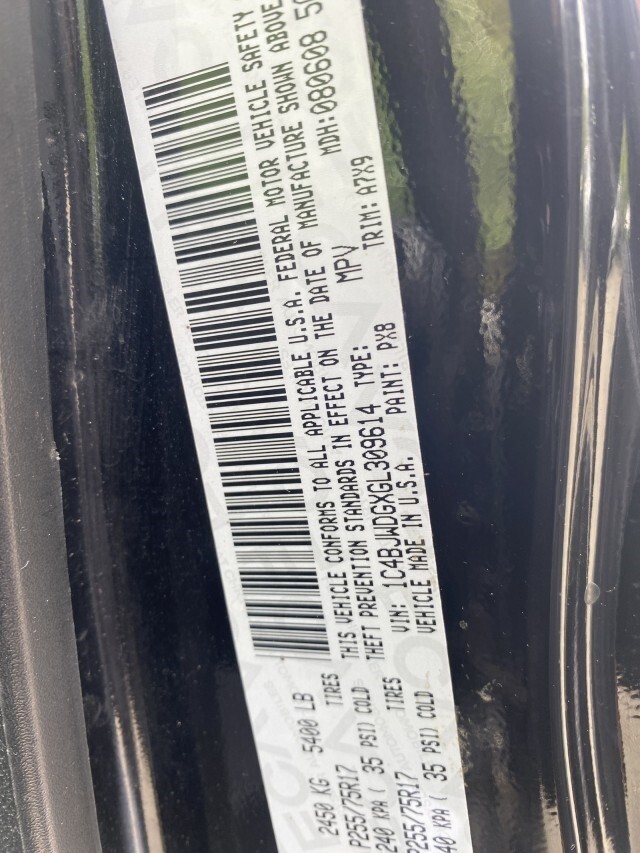 2450 KG 5400 LB
P255/75R17 TIRES
240 KPA ( 35 PSI) COLD
P255/75R17 TIRES
40 KPA ( 35 PSI) COLD
THIS VEHICLE CONFORMS TO ALL APPLICABLE U.S.A. FEDERAL MOTOR VEHICLE SAFETY
THEFT PREVENTION STANDARDS IN EFFECT ON THE DATE OF MANUFACTURE SHOWN ABOVE
VIN: 1C4BJWDGXGL309614 TYPE: MPV MDH: 080608
VEHICLE MADE IN U.S.A. PAINT: PX8 TRIM: A7X9